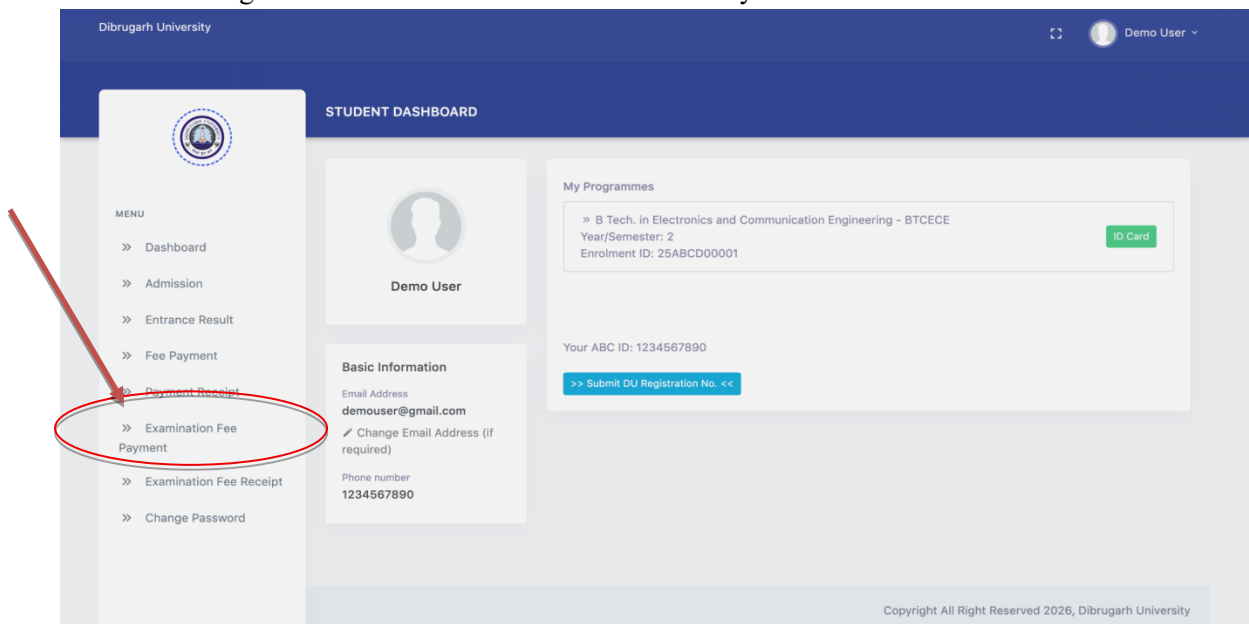 Dibrugarh University
Demo User
STUDENT DASHBOARD
MENU
» Dashboard
» Admission
» Entrance Result
» Fee Payment
» Payment Receipt
» Examination Fee
Payment
» Examination Fee Receipt
» Change Password
Demo User
Basic Information
Email Address
demouser@gmail.com
Change Email Address (if
required)
Phone number
1234567890
My Programmes
» B Tech. in Electronics and Communication Engineering - BTCECE
Year/Semester: 2
Enrolment ID: 25ABCD00001
ID Card
Your ABC ID: 1234567890
>> Submit DU Registration No. <<
Copyright All Right Reserved 2026, Dibrugarh University